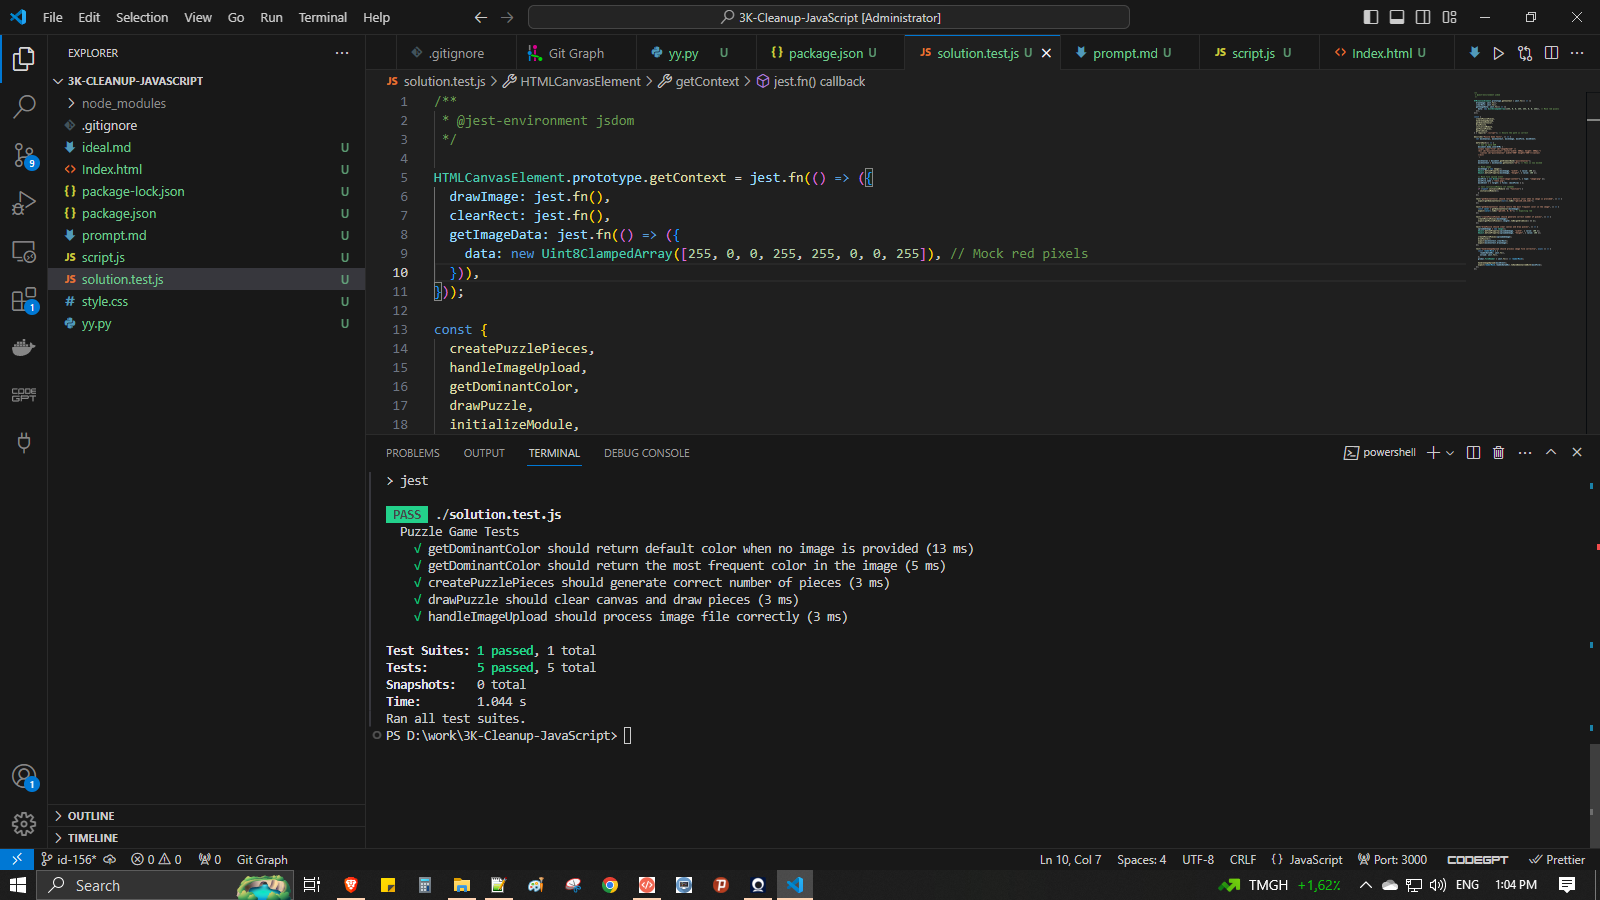 File Edit Selection View Go Run Terminal Help
3K-Cleanup-JavaScript [Administrator]
EXPLORER
3K-CLEANUP-JAVASCRIPT
node_modules
.gitignore
ideal.md U
Index.html U
package-lock.json U
package.json U
prompt.md U
script.js U
solution.test.js U
style.css U
yy.py U
OUTLINE
TIMELINE
.gitignore Git Graph yy.py U package.json U solution.test.js U prompt.md U script.js U Index.html U
solution.test.js > HTMLCanvasElement > getContext > jest.fn() callback
1 /**
2 * @jest-environment jsdom
3 */
4
5 HTMLCanvasElement.prototype.getContext = jest.fn(() => ({
6 drawImage: jest.fn(),
7 clearRect: jest.fn(),
8 getImageData: jest.fn(() => ({
9 data: new Uint8ClampedArray([255, 0, 0, 255, 255, 0, 0, 255]), // Mock red pixels
10 })),
11 }));
12
13 const {
14 createPuzzlePieces,
15 handleImageUpload,
16 getDominantColor,
17 drawPuzzle,
18 initializeModule,
PROBLEMS OUTPUT TERMINAL DEBUG CONSOLE
powershell
> jest
PASS ./solution.test.js
Puzzle Game Tests
√ getDominantColor should return default color when no image is provided (13 ms)
√ getDominantColor should return the most frequent color in the image (5 ms)
√ createPuzzlePieces should generate correct number of pieces (3 ms)
√ drawPuzzle should clear canvas and draw pieces (3 ms)
√ handleImageUpload should process image file correctly (3 ms)
Test Suites: 1 passed, 1 total
Tests: 5 passed, 5 total
Snapshots: 0 total
Time: 1.044 s
Ran all test suites.
PS D:\work\3K-Cleanup-JavaScript>
9
1
CODE GPT
1
id-156* 0 0 0 Git Graph
Ln 10, Col 7 Spaces: 4 UTF-8 CRLF {} JavaScript Port: 3000 CODEGPT Prettier
Search
TMGH +1,62% ENG 1:04 PM